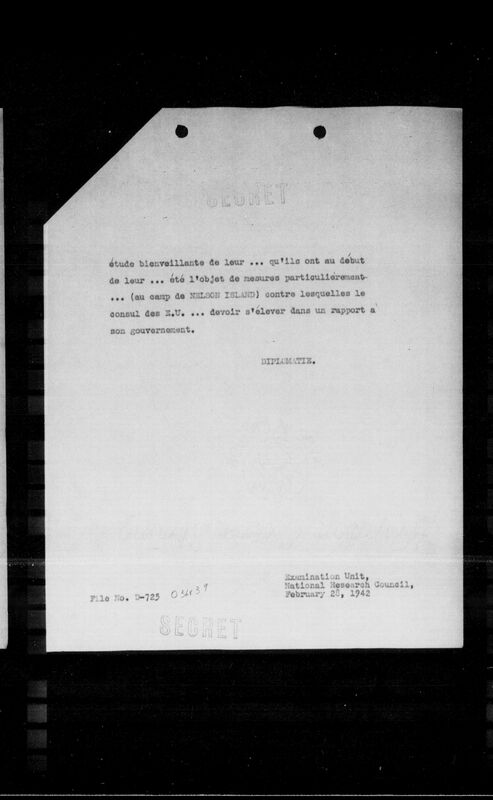 SECRET
étude bienveillante de leur ... qu'ils ont au debut
de leur ... été l'objet de mesures particulièrement
... (au camp de NELSON ISLAND) contre lesquelles le
consul des E.U. ... devoir s'élever dans un rapport à
son gouvernement.
DIPLOMATIE.
Examination Unit,
National Research Council,
February 28, 1942
File No. D-723
SECRET